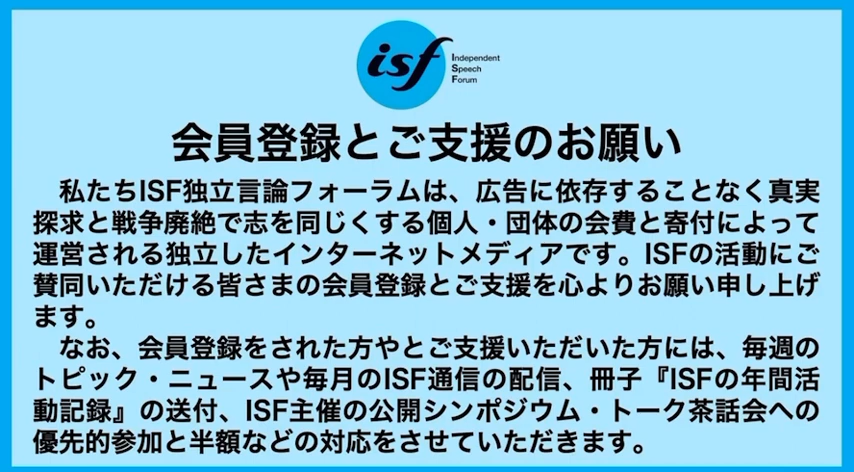 isf
Independent
Speech
Forum
会員登録とご支援のお願い
私たちISF独立言論フォーラムは、広告に依存することなく真実
探求と戦争廃絶で志を同じくする個人・団体の会費と寄付によって
運営される独立したインターネットメディアです。ISFの活動にご
賛同いただける皆さまの会員登録とご支援を心よりお願い申し上げ
ます。
なお、会員登録をされた方やとご支援いただいた方には、毎週の
トピック・ニュースや毎月のISF通信の配信、冊子『ISFの年間活
動記録』の送付、ISF主催の公開シンポジウム・トーク茶話会への
優先的参加と半額などの対応をさせていただきます。